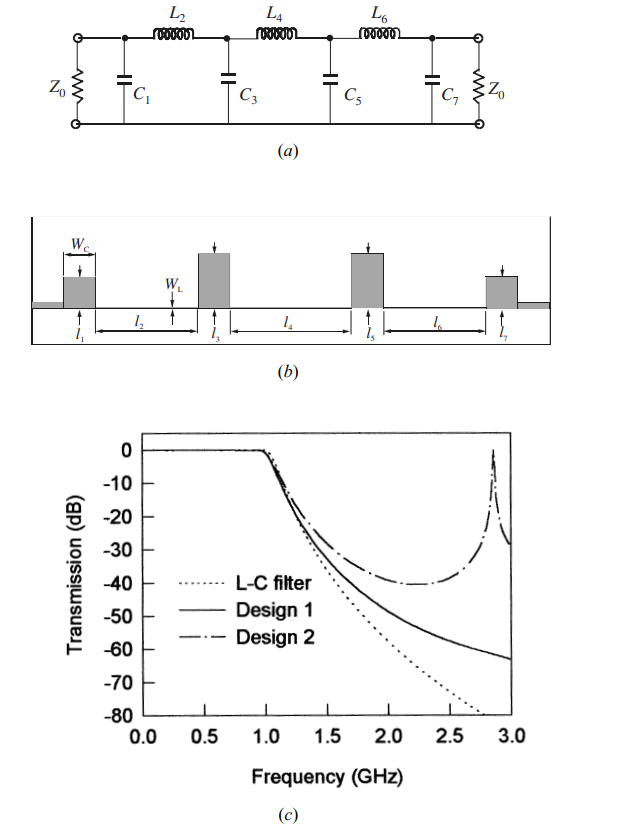 L2 L4 L6
Z0 C1 C3 C5 C7 Z0
(a)
Wc
WL
l1 l2 l3 l4 l5 l6 l7
(b)
0
-10
-20
-30
-40
-50
-60
-70
-80
Transmission (dB)
L-C filter
Design 1
Design 2
0.0 0.5 1.0 1.5 2.0 2.5 3.0
Frequency (GHz)
(c)